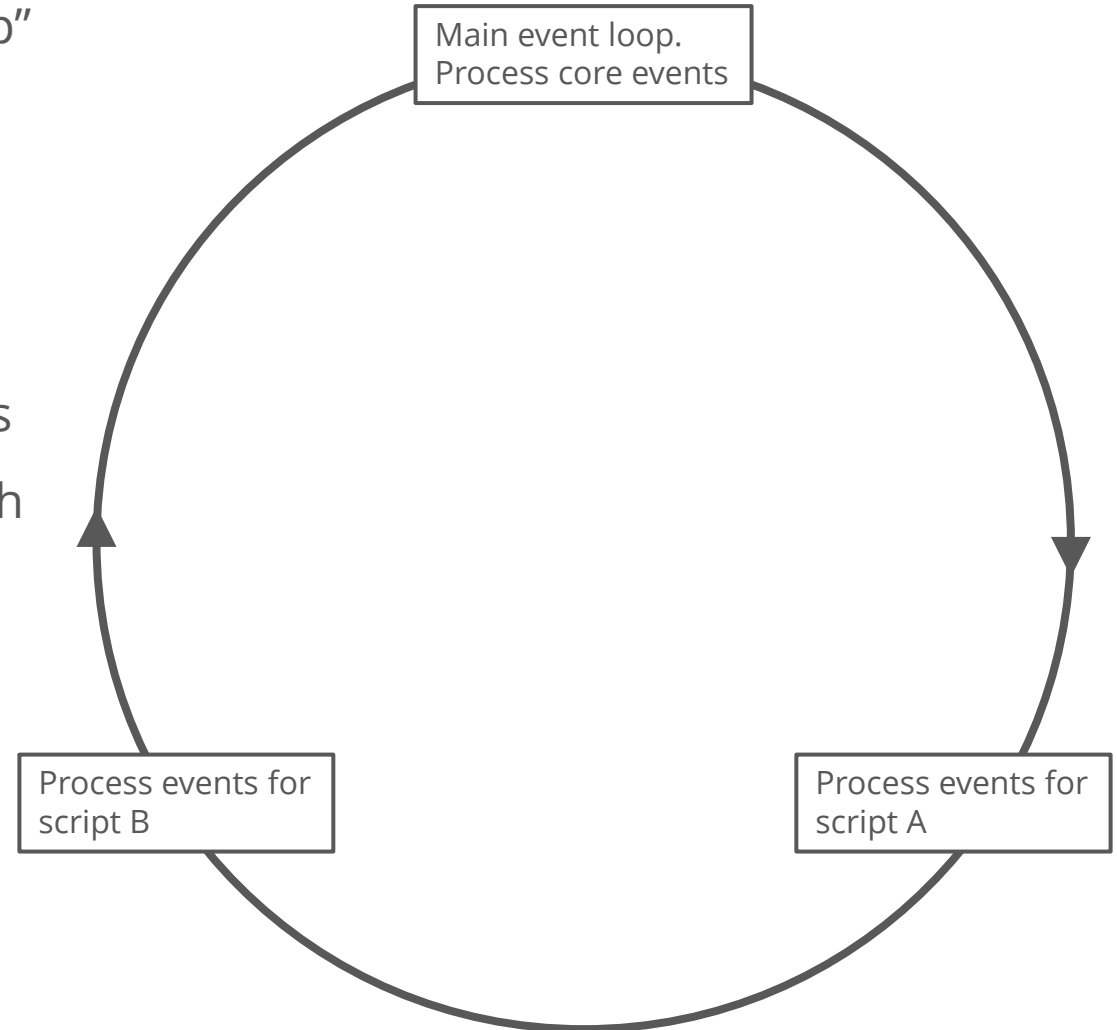 Main event loop.
Process core events
Process events for
script B
Process events for
script A